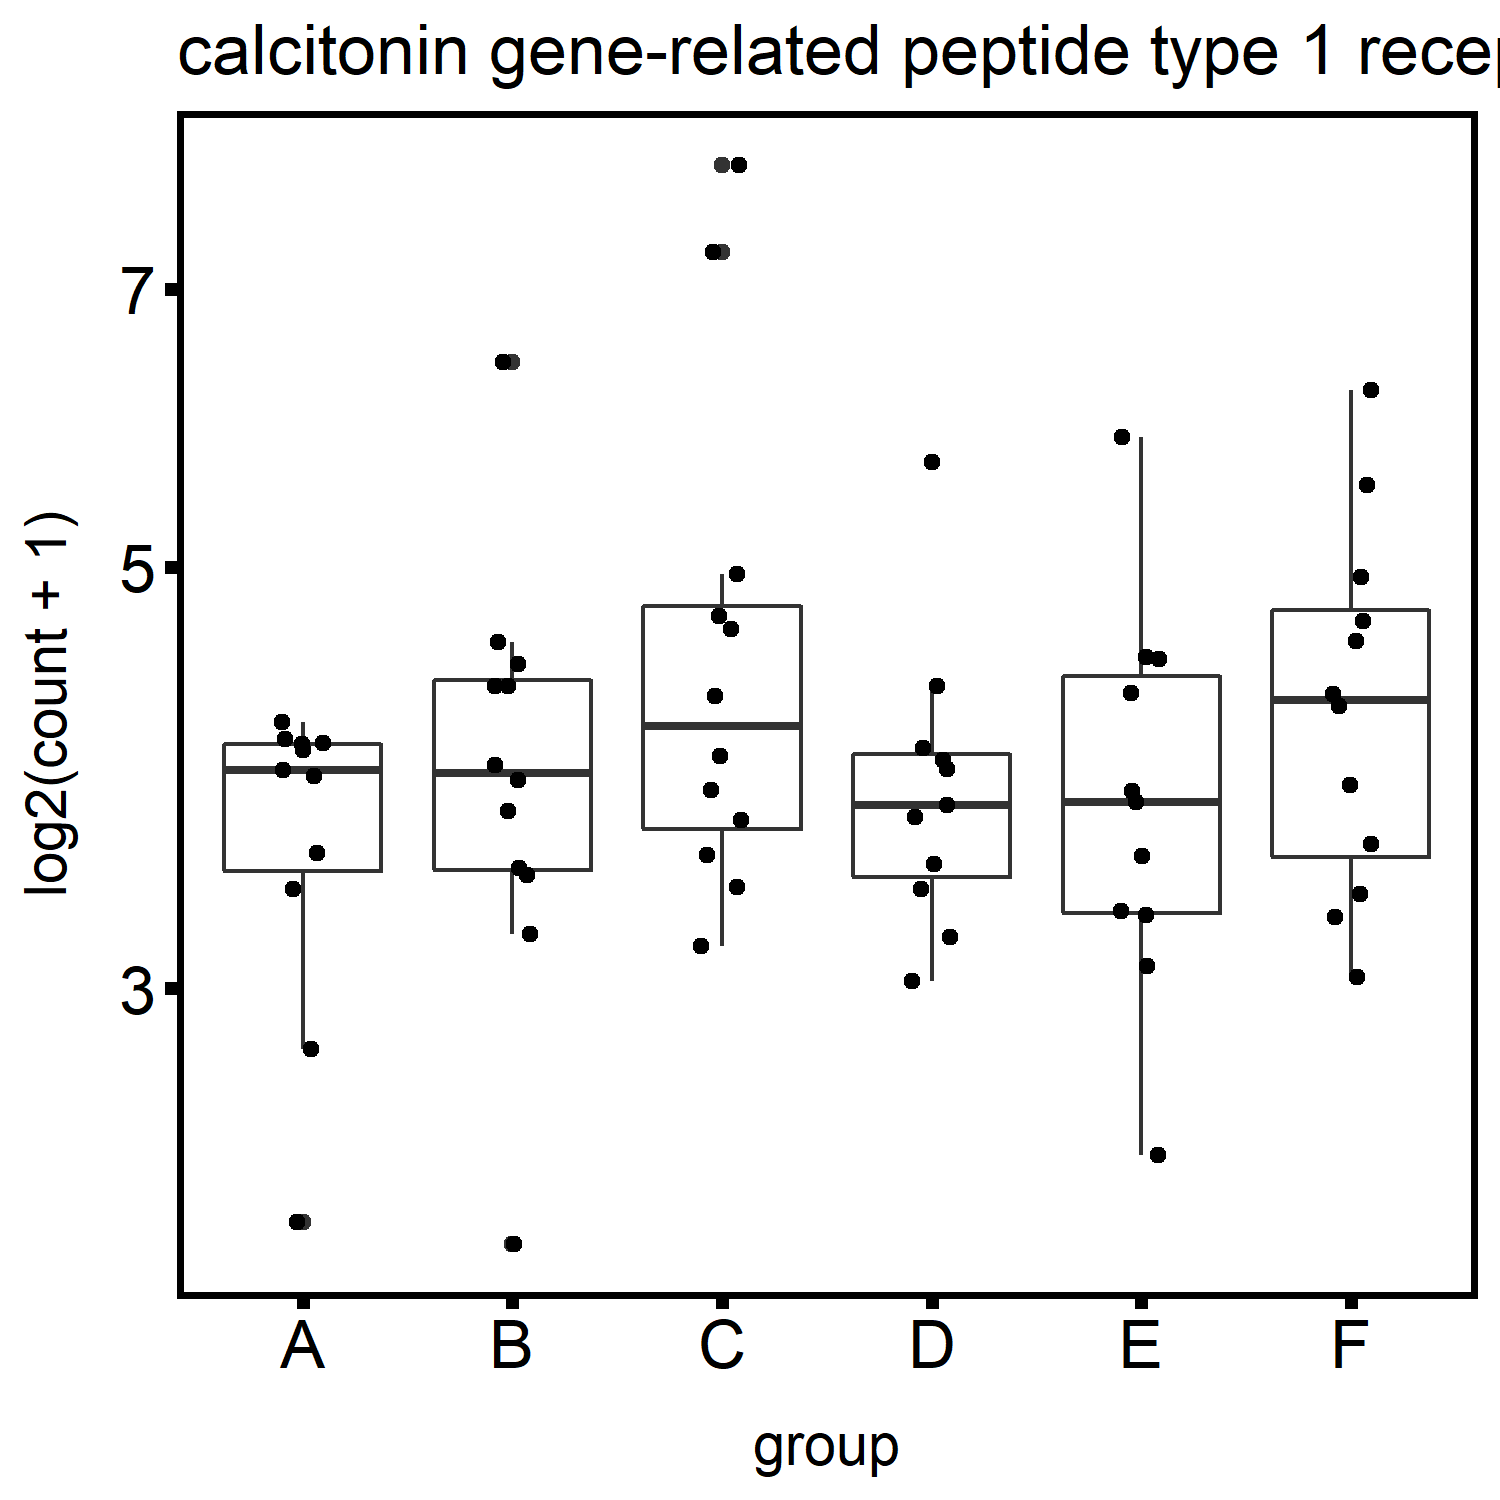 calcitonin gene-related peptide type 1 recep
7
5
3
log2(count + 1)
A B C D E F
group